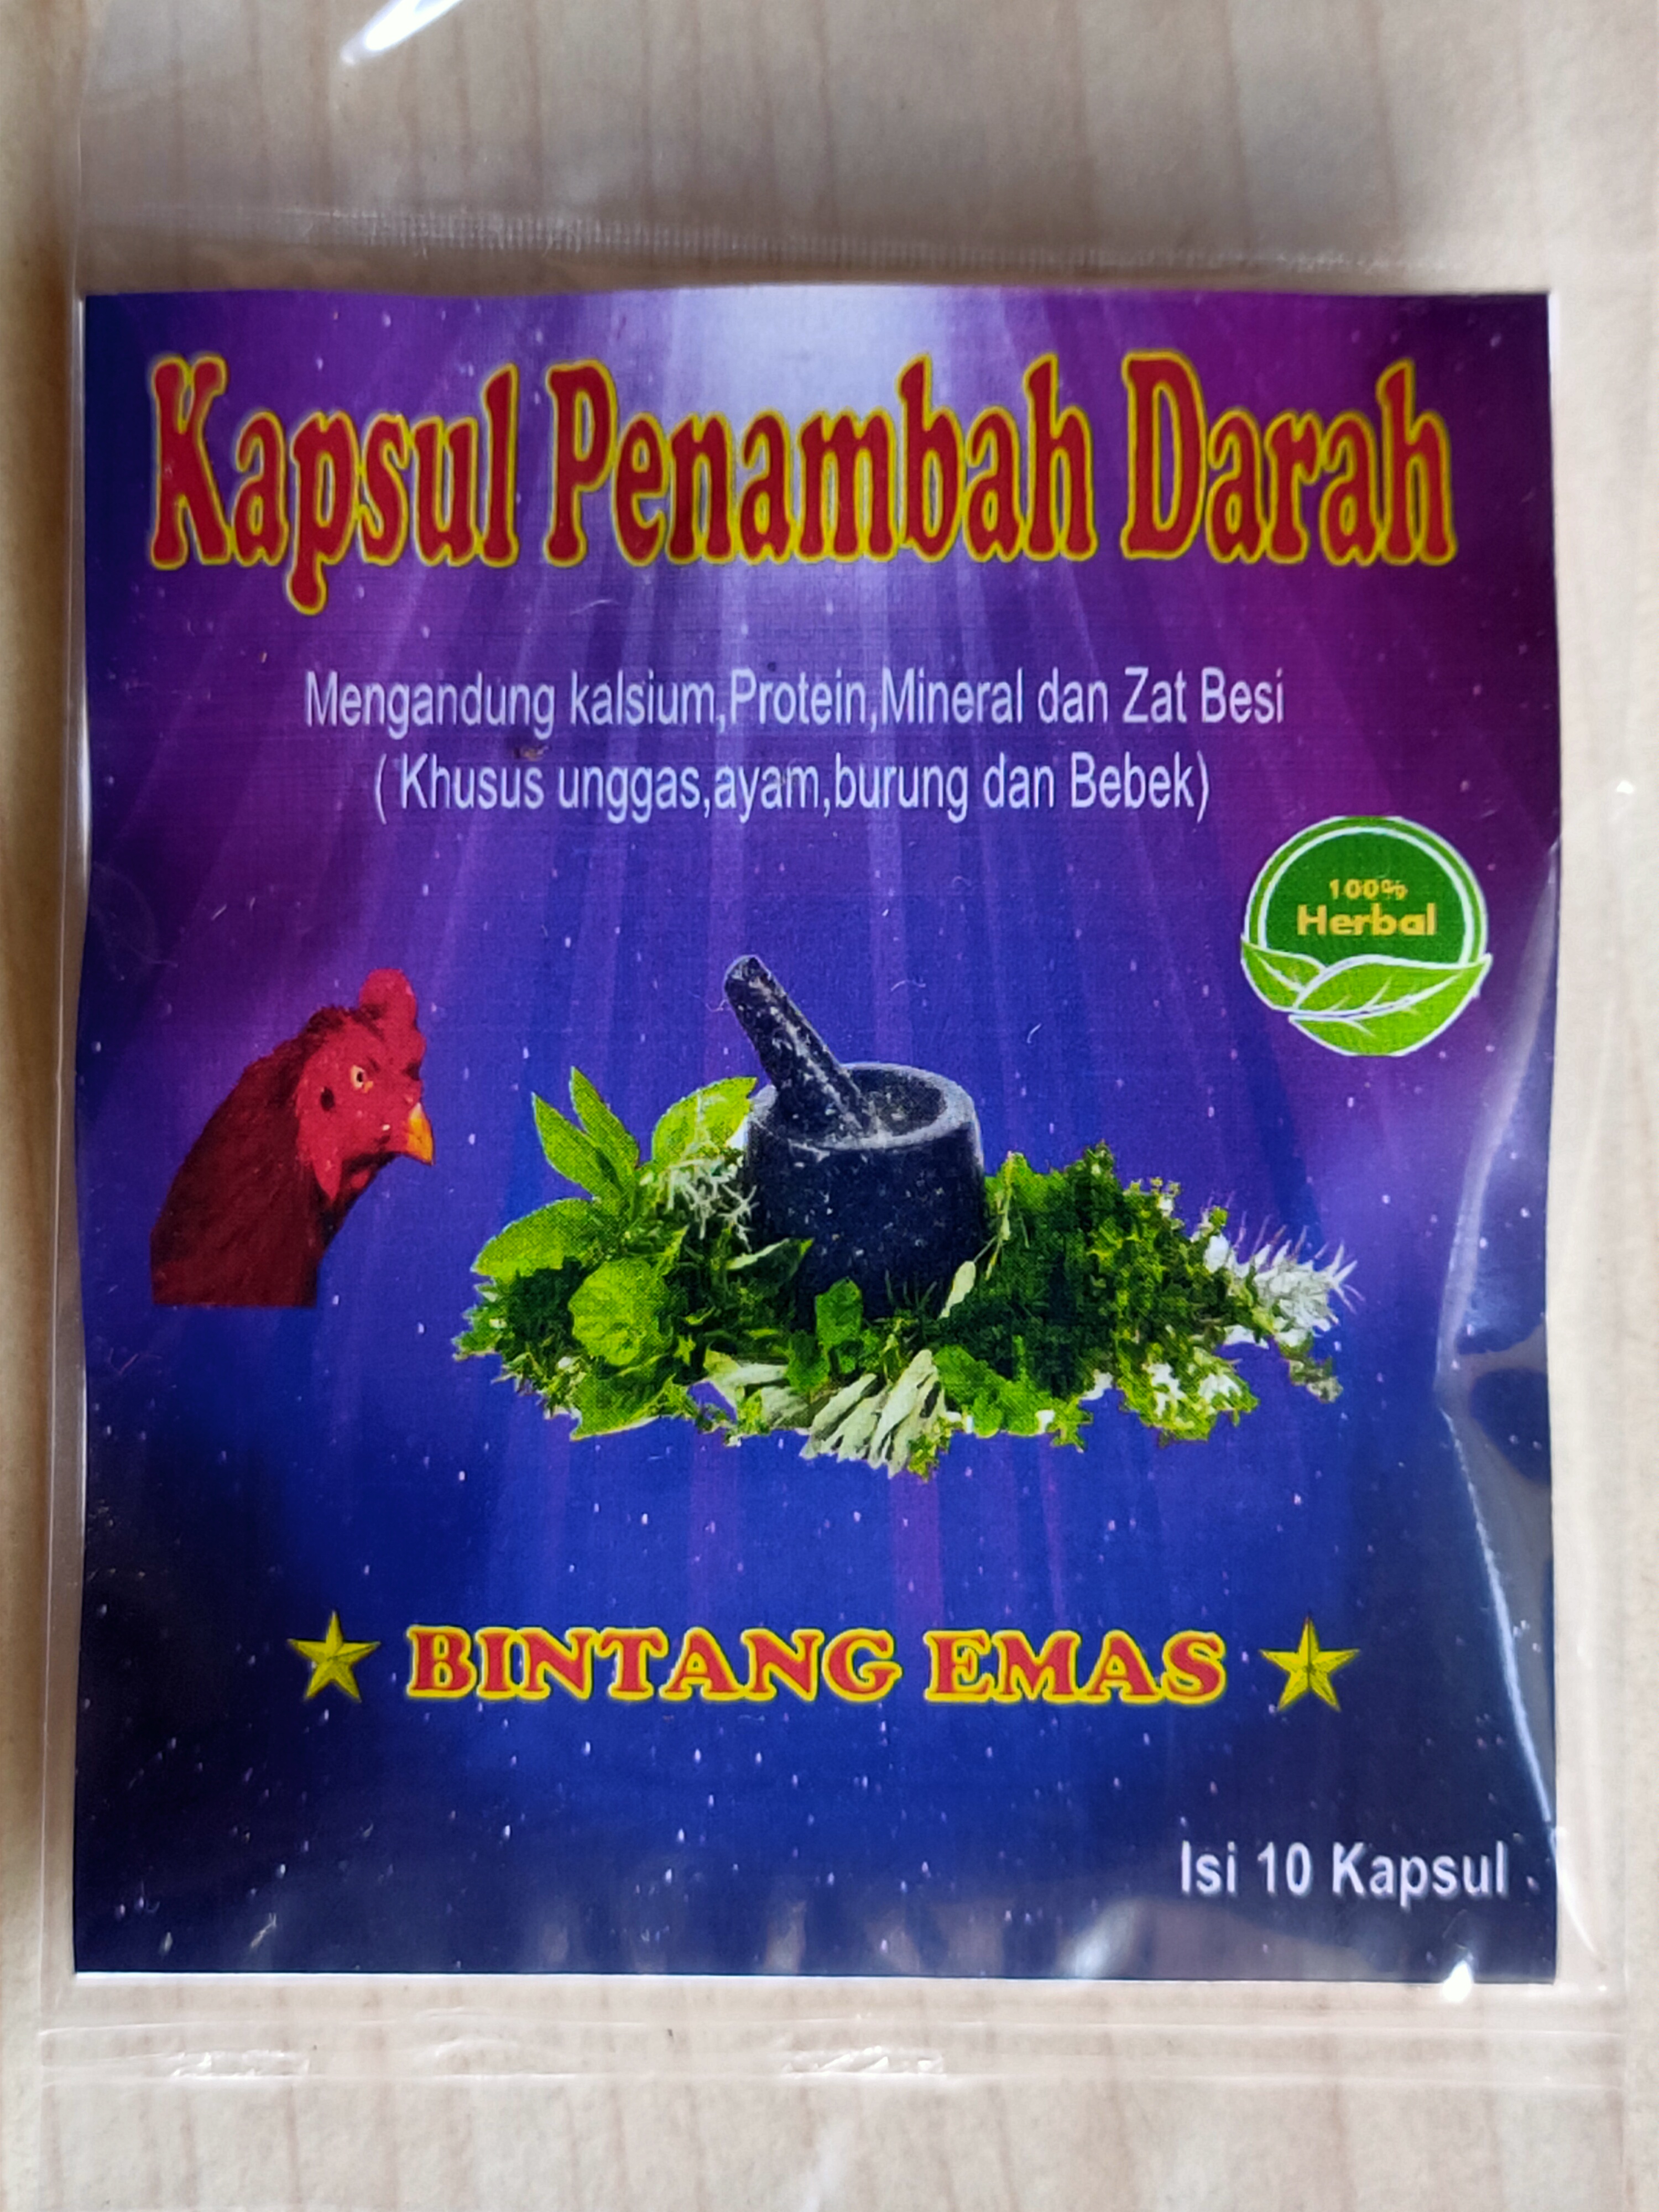 Kapsul Penambah Darah
Mengandung kalsium,Protein,Mineral dan Zat Besi
( Khusus unggas,ayam,burung dan Bebek)
100%
Herbal
BINTANG EMAS
Isi 10 Kapsul